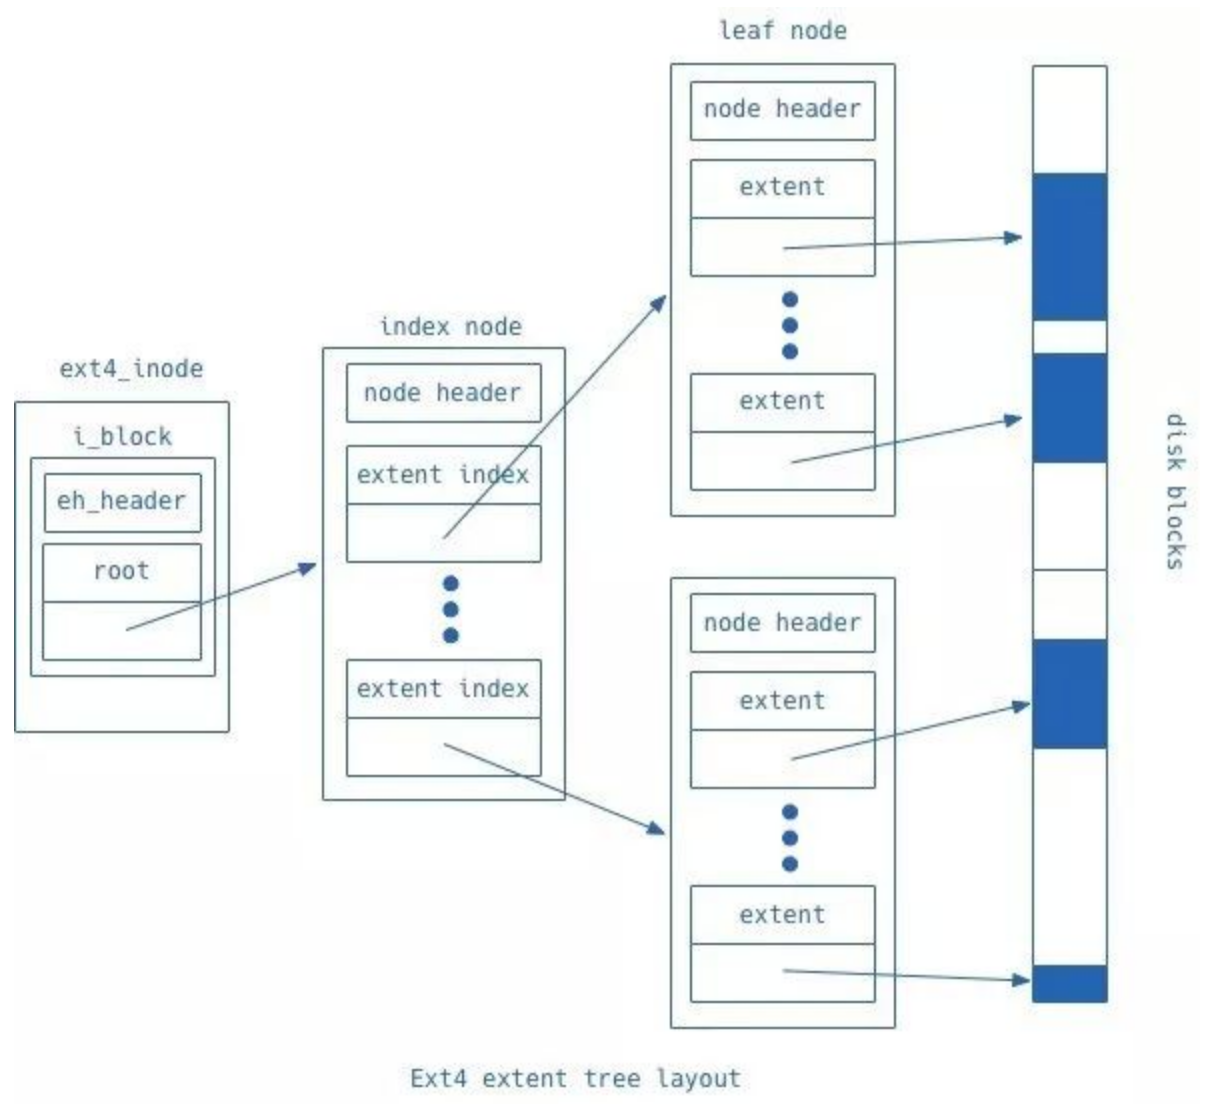 ext4_inode
i_block
eh_header
root
index node
node header
extent index
extent index
leaf node
node header
extent
extent
node header
extent
extent
disk blocks
Ext4 extent tree layout